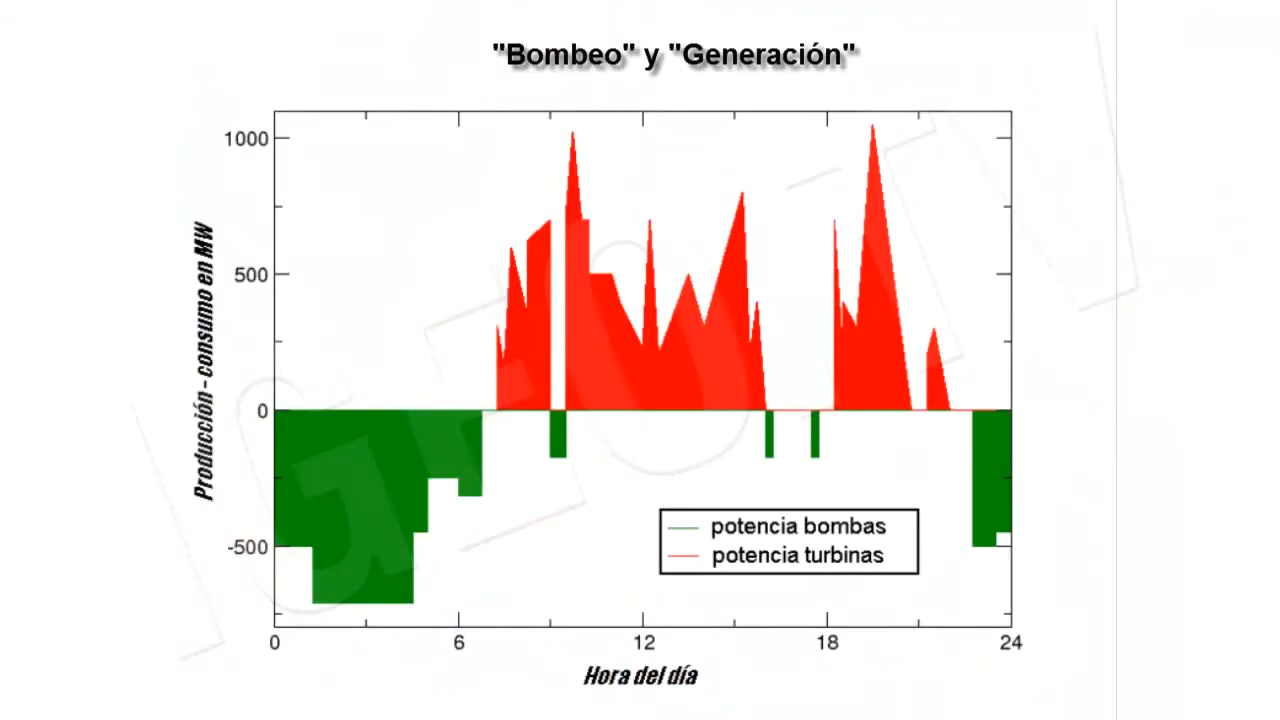 "Bombeo" y "Generación"
1000
500
0
-500
Producción - consumo en MW
potencia bombas
potencia turbinas
0 6 12 18 24
Hora del día